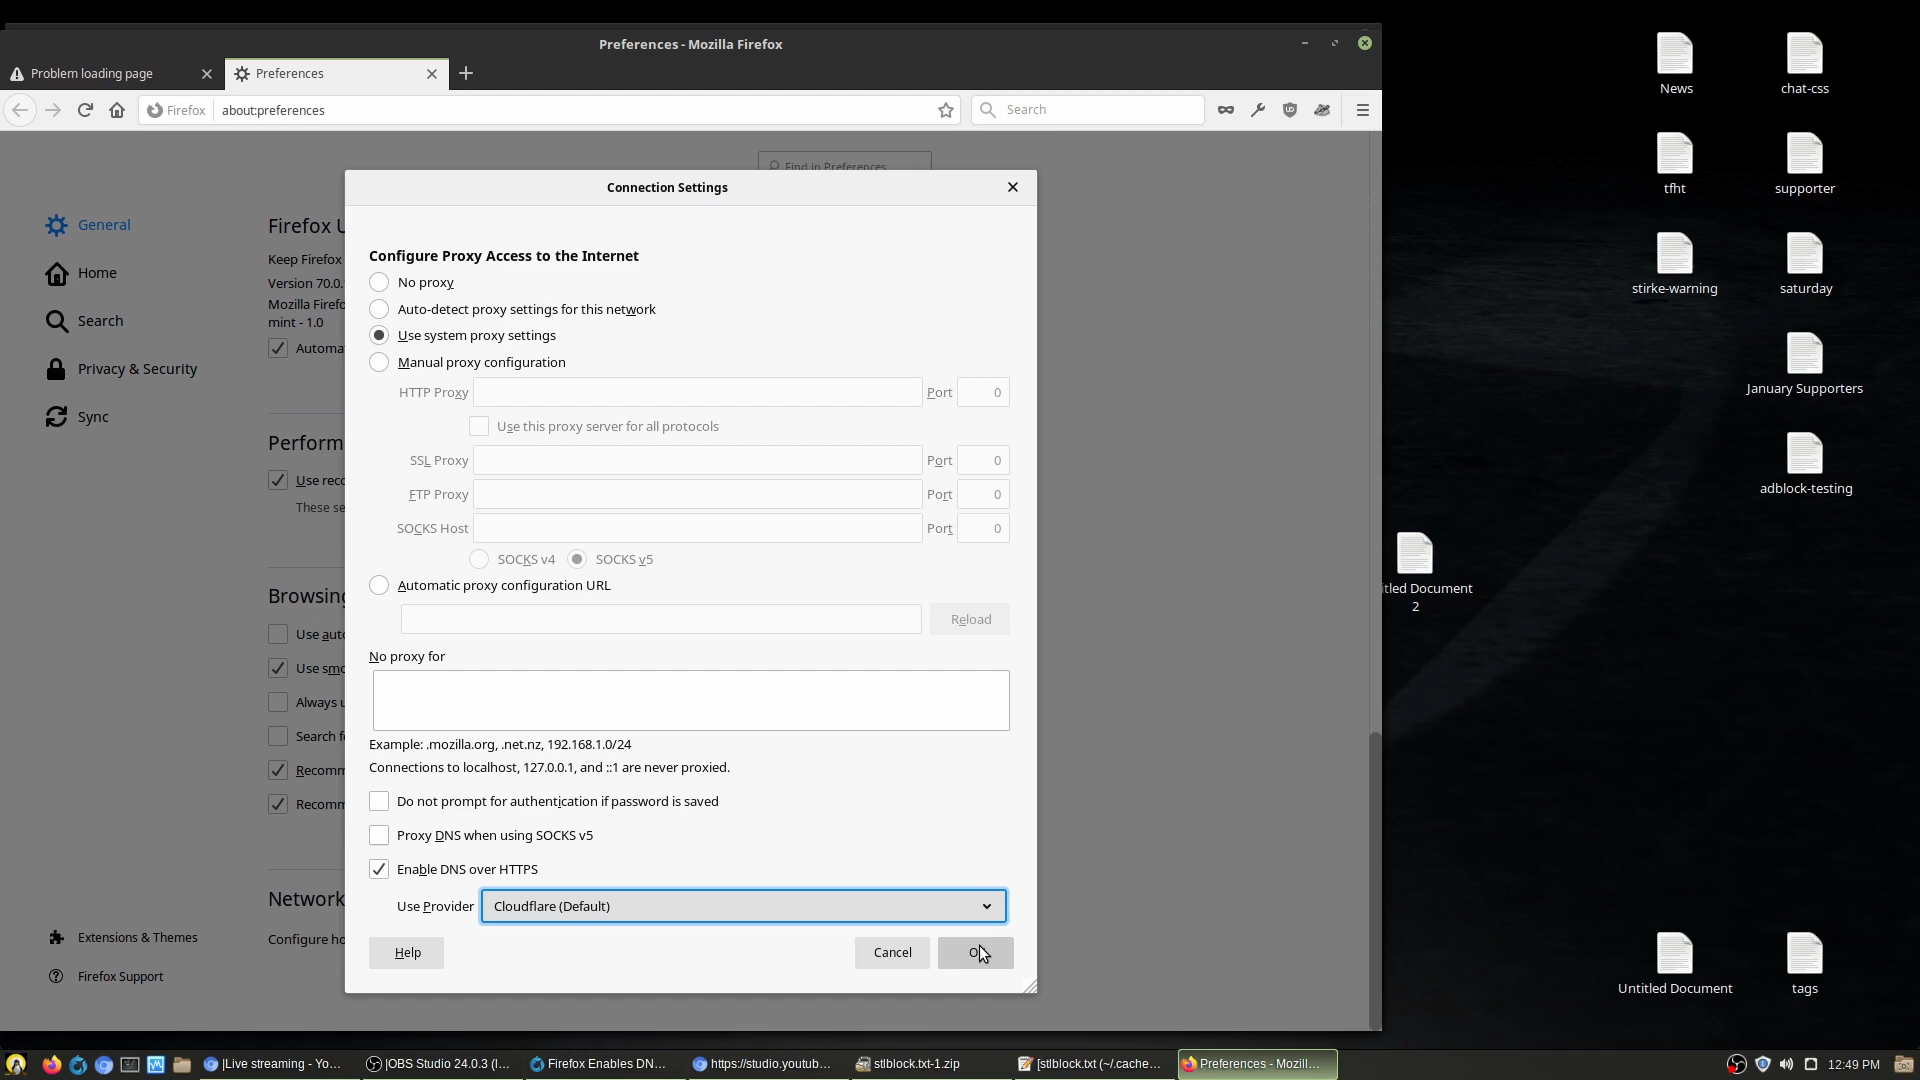 Preferences - Mozilla Firefox
Problem loading page
Preferences
Firefox
about:preferences
Search
Find in Preferences
General
Home
Search
Privacy & Security
Sync
Extensions & Themes
Firefox Support
Firefox U
Keep Firefox
Version 70.0.
Mozilla Firefo
mint - 1.0
Automa
Perform
Use reco
These se
Browsing
Use auto
Use smo
Always u
Search fo
Recomm
Recomm
Network
Configure ho
Connection Settings
Configure Proxy Access to the Internet
No proxy
Auto-detect proxy settings for this network
Use system proxy settings
Manual proxy configuration
HTTP Proxy Port 0
Use this proxy server for all protocols
SSL Proxy Port 0
FTP Proxy Port 0
SOCKS Host Port 0
SOCKS v4 SOCKS v5
Automatic proxy configuration URL
Reload
No proxy for
Example: .mozilla.org, .net.nz, 192.168.1.0/24
Connections to localhost, 127.0.0.1, and ::1 are never proxied.
Do not prompt for authentication if password is saved
Proxy DNS when using SOCKS v5
Enable DNS over HTTPS
Use Provider Cloudflare (Default)
Help Cancel O
News
chat-css
tfht
supporter
stirke-warning
saturday
January Supporters
adblock-testing
itled Document
2
Untitled Document
tags
|Live streaming - Yo...
|OBS Studio 24.0.3 (l...
Firefox Enables DN...
https://studio.youtub...
stlblock.txt-1.zip
[stlblock.txt (~/.cache...
Preferences - Mozill...
12:49 PM